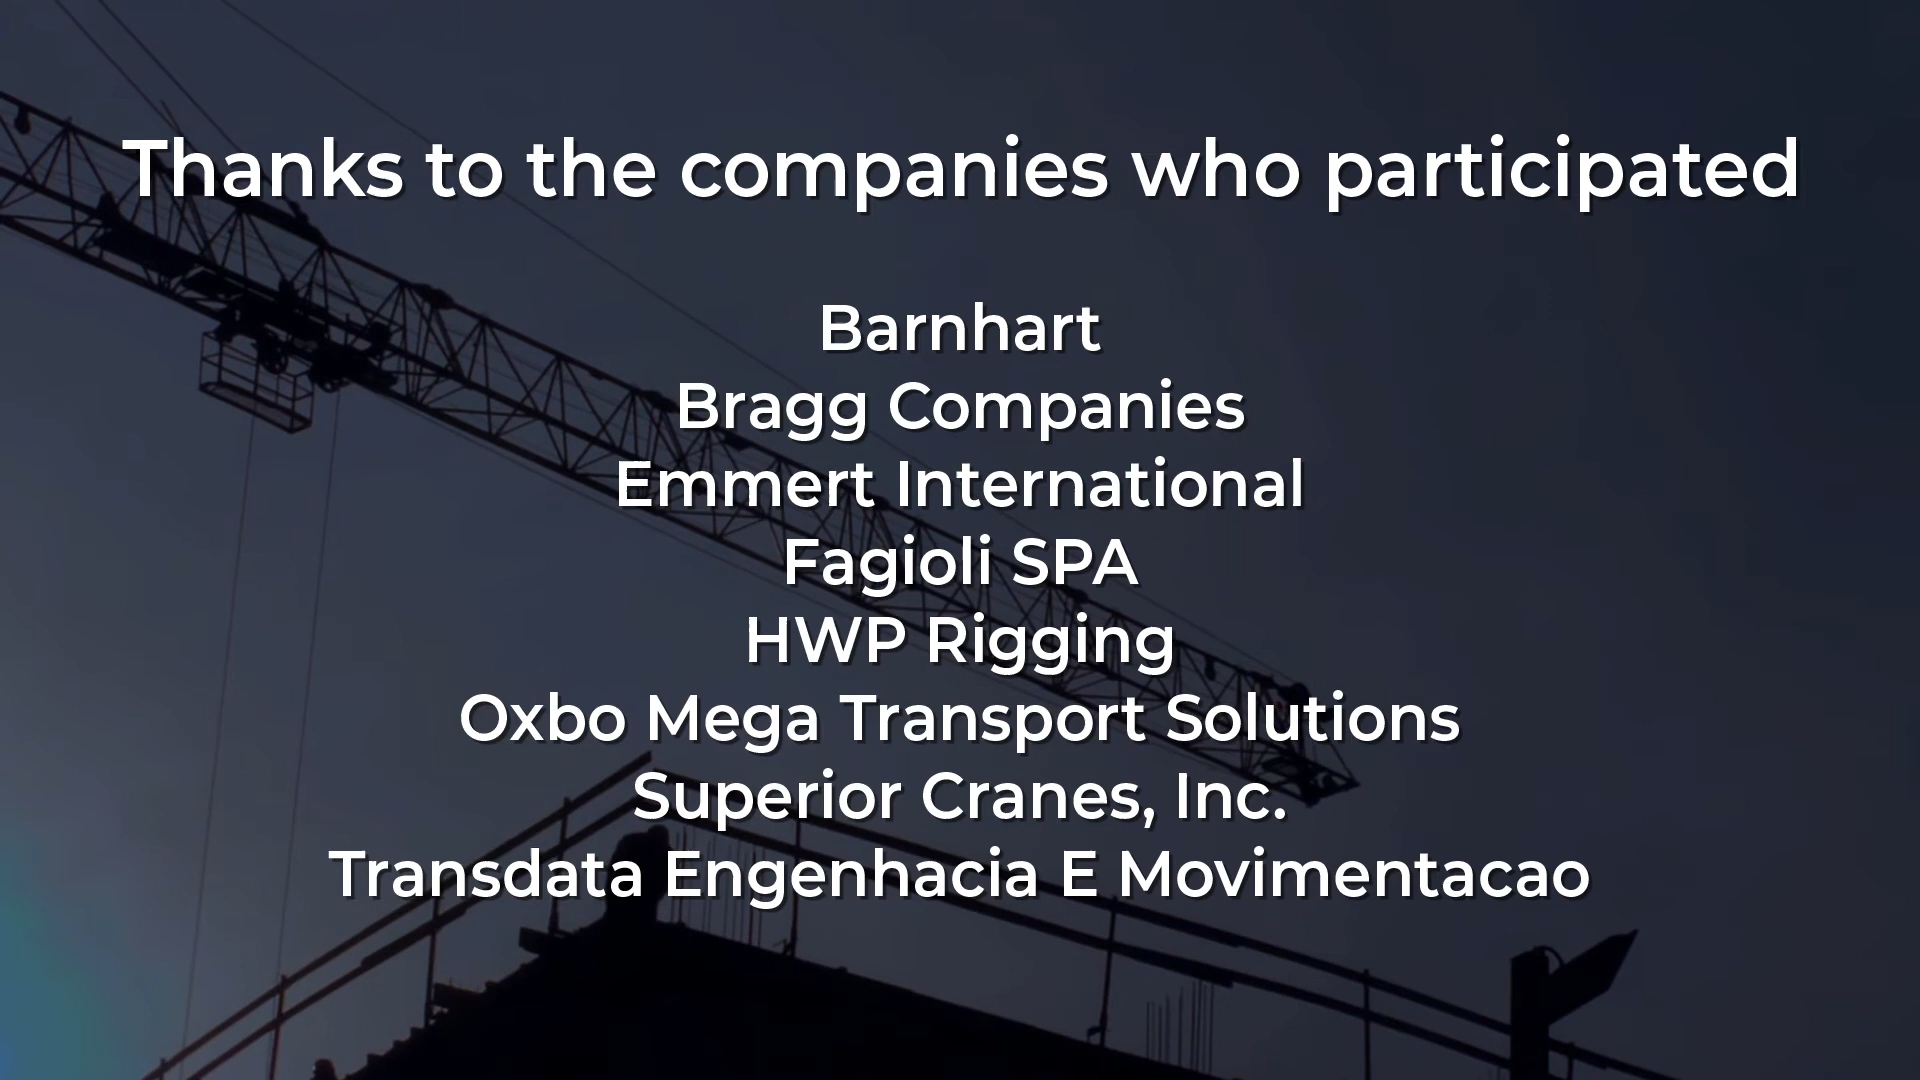 Thanks to the companies who participated
Barnhart
Bragg Companies
Emmert International
Fagioli SPA
HWP Rigging
Oxbo Mega Transport Solutions
Superior Cranes, Inc.
Transdata Engenhacia E Movimentacao